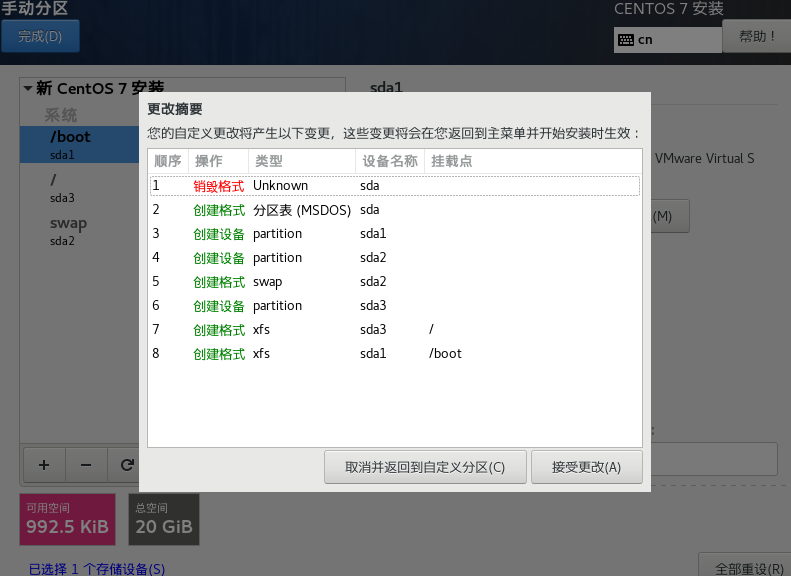 手动分区
CENTOS 7 安装
完成(D)
cn
帮助！
新 CentOS 7 安装
sda1
系统
/boot
sda1
/
sda3
swap
sda2
VMware Virtual S
(M)
更改摘要
您的自定义更改将产生以下变更，这些变更将会在您返回到主菜单并开始安装时生效：
顺序 操作 类型 设备名称 挂载点
1 销毁格式 Unknown sda
2 创建格式 分区表 (MSDOS) sda
3 创建设备 partition sda1
4 创建设备 partition sda2
5 创建格式 swap sda2
6 创建设备 partition sda3
7 创建格式 xfs sda3 /
8 创建格式 xfs sda1 /boot
取消并返回到自定义分区(C)
接受更改(A)
+ −
可用空间
992.5 KiB
总空间
20 GiB
已选择 1 个存储设备(S)
全部重设(R)